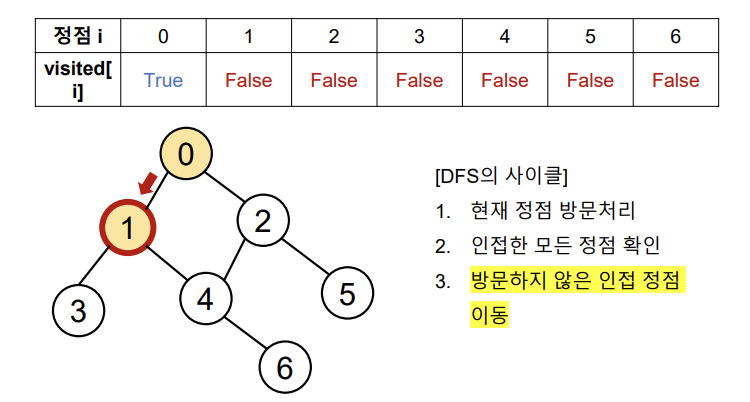 정점 i 0 1 2 3 4 5 6
visited[
i] True False False False False False False
0
[DFS의 사이클]
1. 현재 정점 방문처리
1 2
2. 인접한 모든 정점 확인
3. 방문하지 않은 인접 정점
이동
3 4 5
6